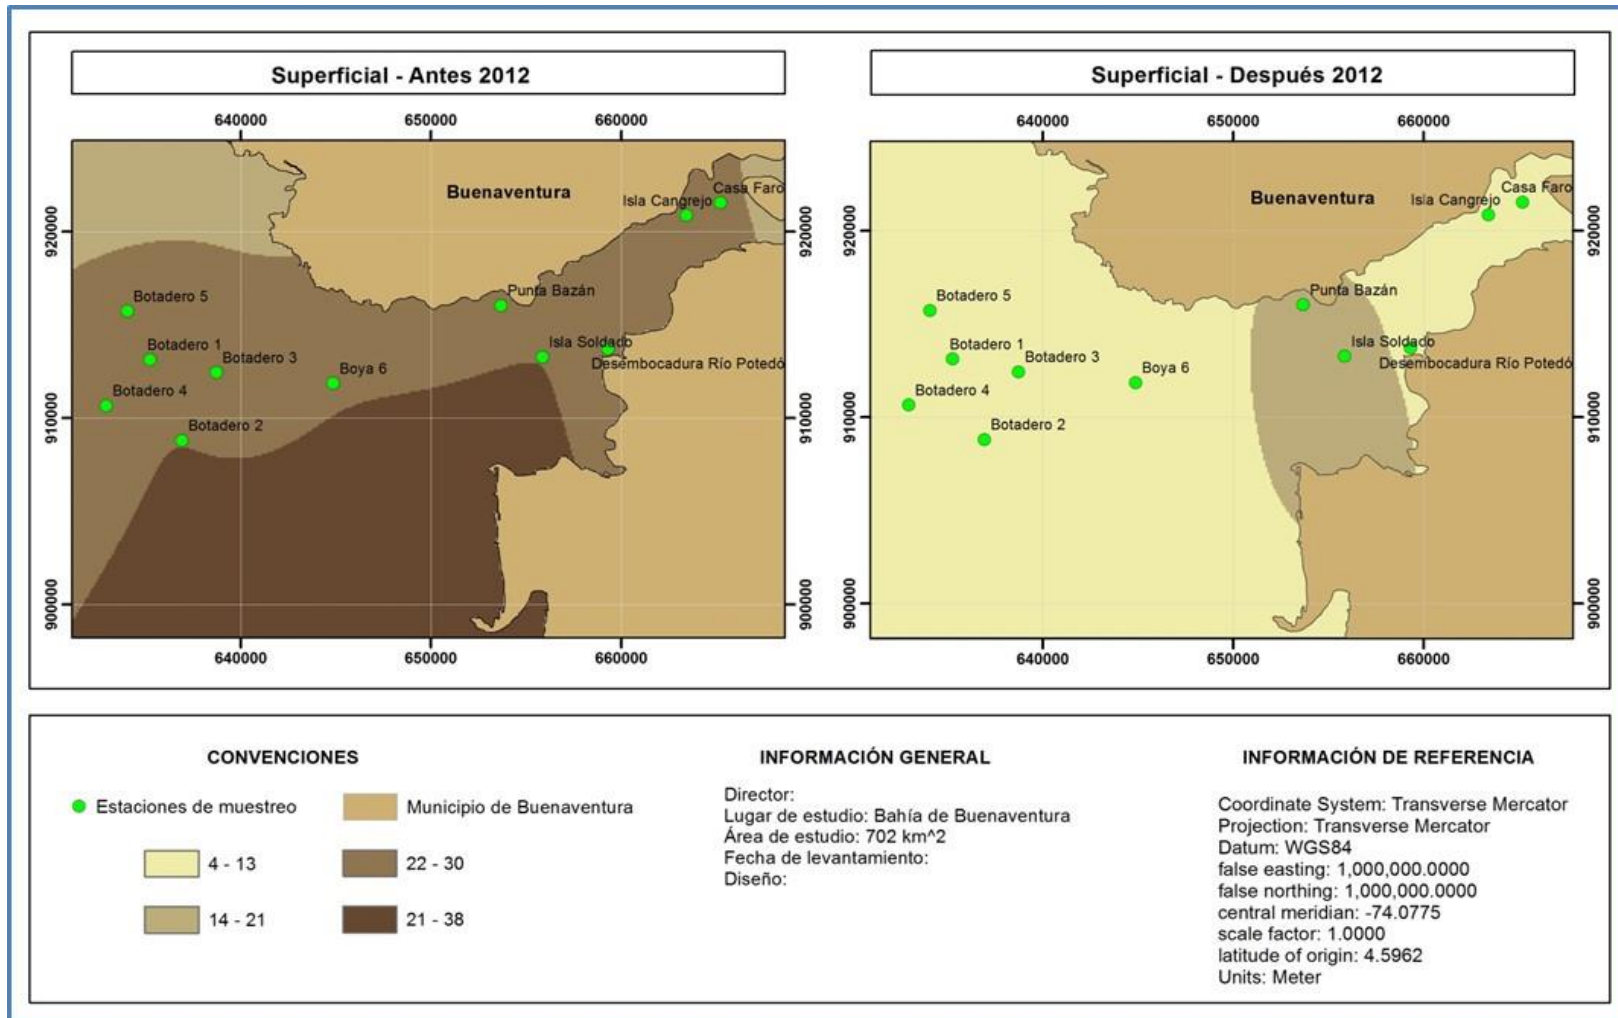 Superficial - Antes 2012
640000
650000
660000
920000
910000
900000
920000
910000
900000
Buenaventura
Casa Faro
Isla Cangrejo
Botadero 5
Punta Bazán
Botadero 1
Botadero 3
Isla Soldado
Desembocadura Río Potedó
Boya 6
Botadero 4
Botadero 2
640000
650000
660000
Superficial - Después 2012
640000
650000
660000
920000
910000
900000
920000
910000
900000
Buenaventura
Casa Faro
Isla Cangrejo
Botadero 5
Punta Bazán
Botadero 1
Botadero 3
Isla Soldado
Desembocadura Río Potedó
Boya 6
Botadero 4
Botadero 2
640000
650000
660000
CONVENCIONES
Estaciones de muestreo
Municipio de Buenaventura
4 - 13
22 - 30
14 - 21
21 - 38
INFORMACIÓN GENERAL
Director:
Lugar de estudio: Bahía de Buenaventura
Área de estudio: 702 km^2
Fecha de levantamiento:
Diseño:
INFORMACIÓN DE REFERENCIA
Coordinate System: Transverse Mercator
Projection: Transverse Mercator
Datum: WGS84
false easting: 1,000,000.0000
false northing: 1,000,000.0000
central meridian: -74.0775
scale factor: 1.0000
latitude of origin: 4.5962
Units: Meter